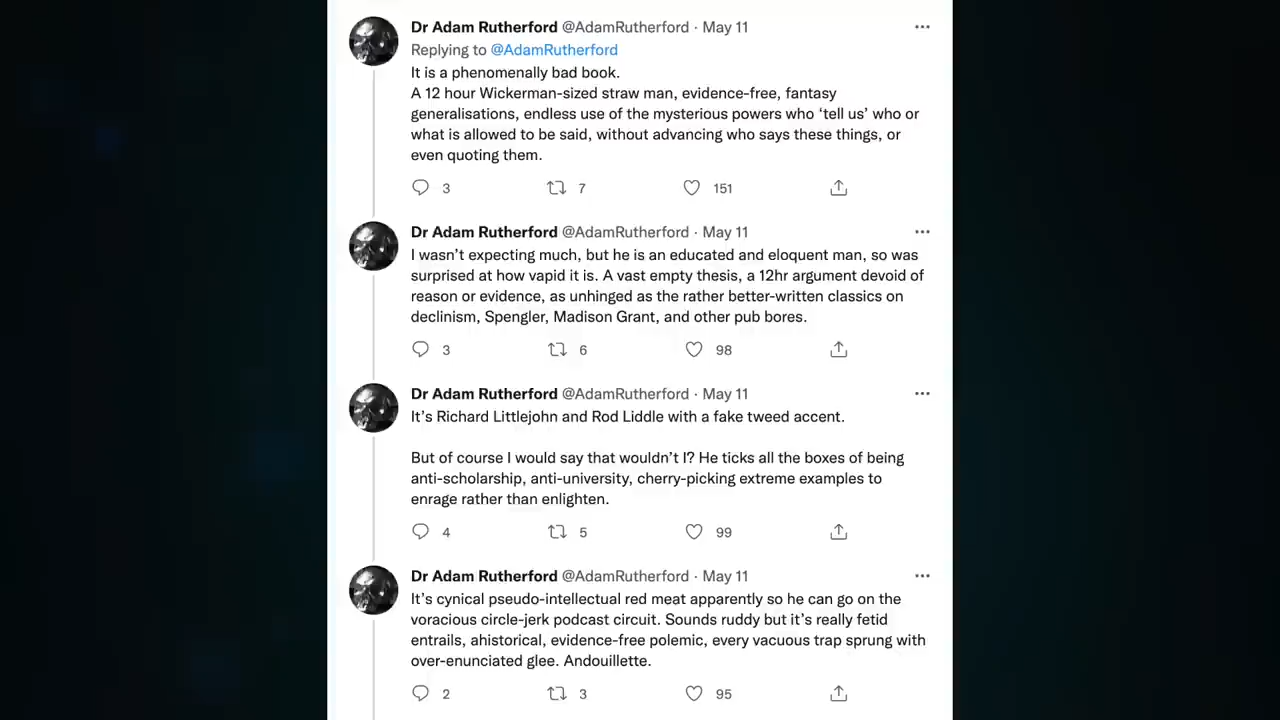 Dr Adam Rutherford @AdamRutherford · May 11
Replying to @AdamRutherford
It is a phenomenally bad book.
A 12 hour Wickerman-sized straw man, evidence-free, fantasy
generalisations, endless use of the mysterious powers who ‘tell us’ who or
what is allowed to be said, without advancing who says these things, or
even quoting them.
3 7 151
Dr Adam Rutherford @AdamRutherford · May 11
I wasn’t expecting much, but he is an educated and eloquent man, so was
surprised at how vapid it is. A vast empty thesis, a 12hr argument devoid of
reason or evidence, as unhinged as the rather better-written classics on
declinism, Spengler, Madison Grant, and other pub bores.
3 6 98
Dr Adam Rutherford @AdamRutherford · May 11
It’s Richard Littlejohn and Rod Liddle with a fake tweed accent.
But of course I would say that wouldn’t I? He ticks all the boxes of being
anti-scholarship, anti-university, cherry-picking extreme examples to
enrage rather than enlighten.
4 5 99
Dr Adam Rutherford @AdamRutherford · May 11
It’s cynical pseudo-intellectual red meat apparently so he can go on the
voracious circle-jerk podcast circuit. Sounds ruddy but it’s really fetid
entrails, ahistorical, evidence-free polemic, every vacuous trap sprung with
over-enunciated glee. Andouillette.
2 3 95